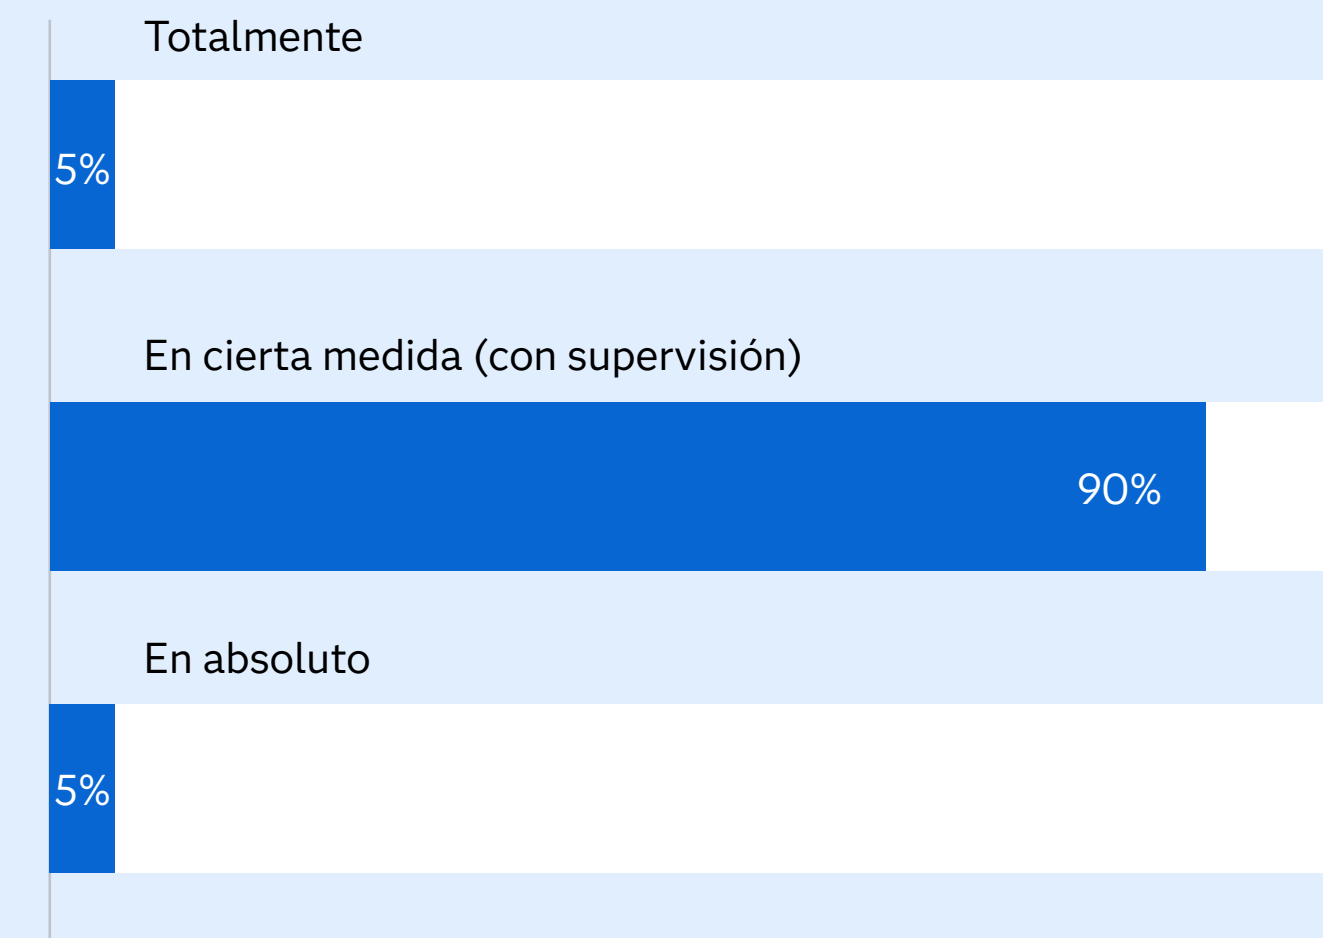 Totalmente
5%
En cierta medida (con supervisión)
90%
En absoluto
5%